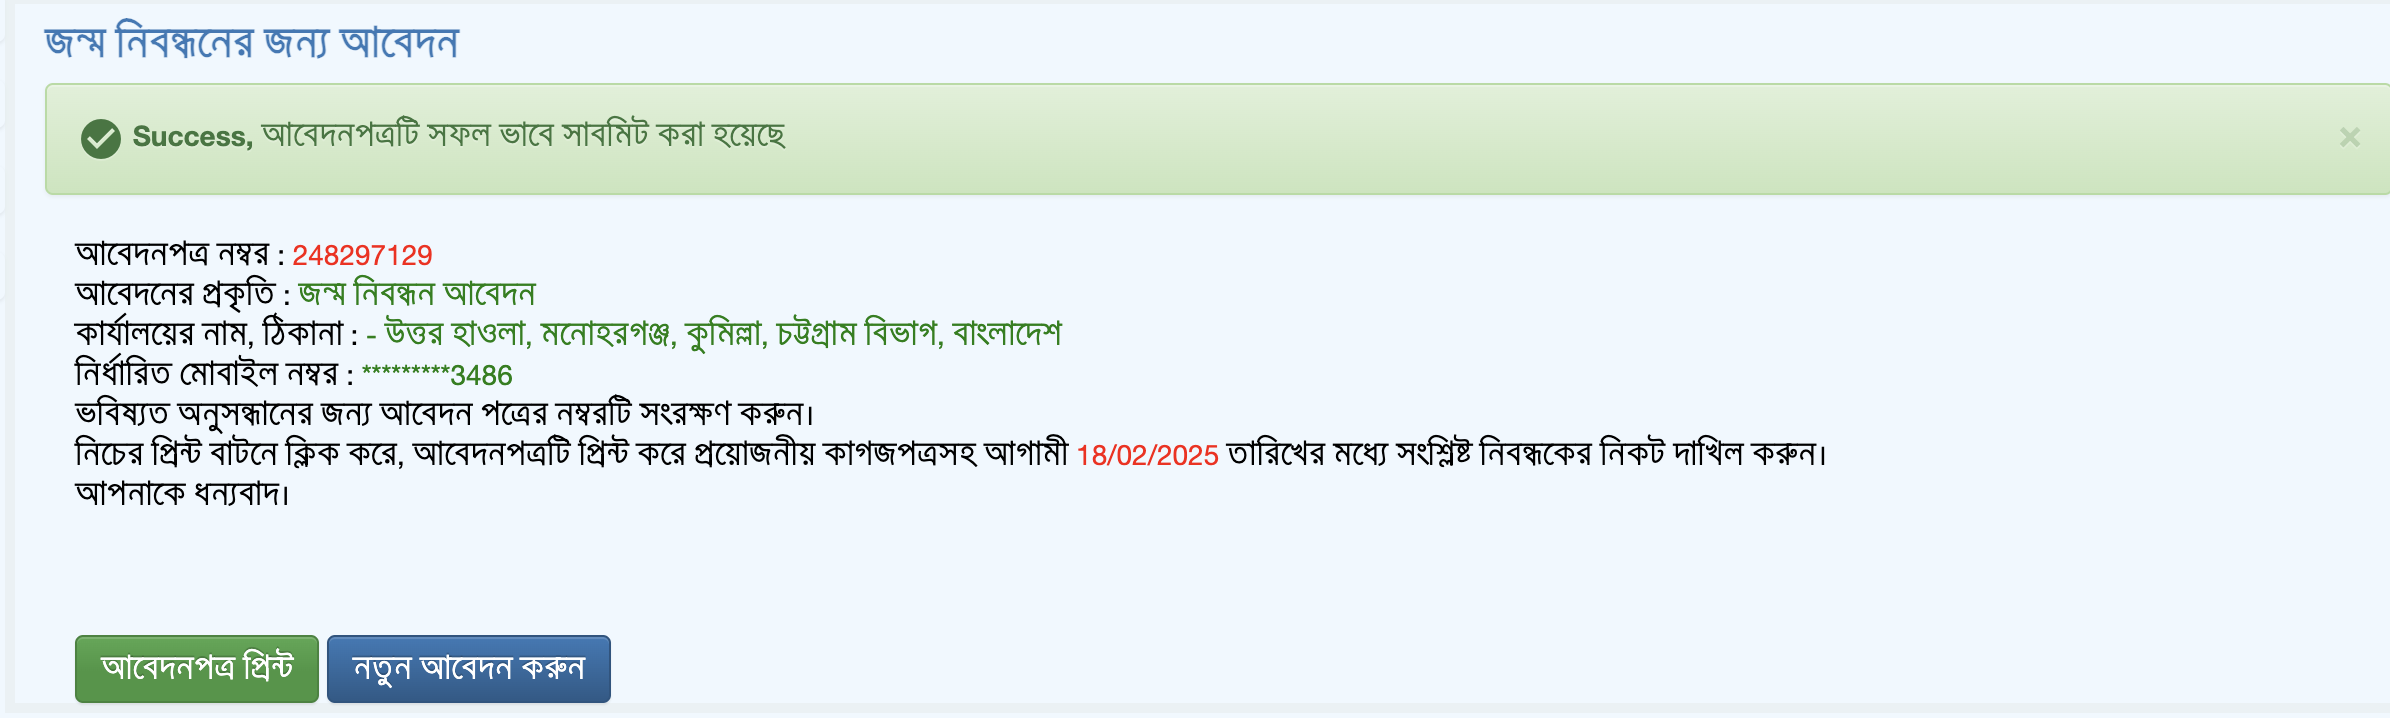 জন্ম নিবন্ধনের জন্য আবেদন
Success, আবেদনপত্রটি সফল ভাবে সাবমিট করা হয়েছে ×
আবেদনপত্র নম্বর : 248297129
আবেদনের প্রকৃতি : জন্ম নিবন্ধন আবেদন
কার্যালয়ের নাম, ঠিকানা : - উত্তর হাওলা, মনোহরগঞ্জ, কুমিল্লা, চট্টগ্রাম বিভাগ, বাংলাদেশ
নির্ধারিত মোবাইল নম্বর : *********3486
ভবিষ্যত অনুসন্ধানের জন্য আবেদন পত্রের নম্বরটি সংরক্ষণ করুন।
নিচের প্রিন্ট বাটনে ক্লিক করে, আবেদনপত্রটি প্রিন্ট করে প্রয়োজনীয় কাগজপত্রসহ আগামী 18/02/2025 তারিখের মধ্যে সংশ্লিষ্ট নিবন্ধকের নিকট দাখিল করুন।
আপনাকে ধন্যবাদ।
আবেদনপত্র প্রিন্ট নতুন আবেদন করুন